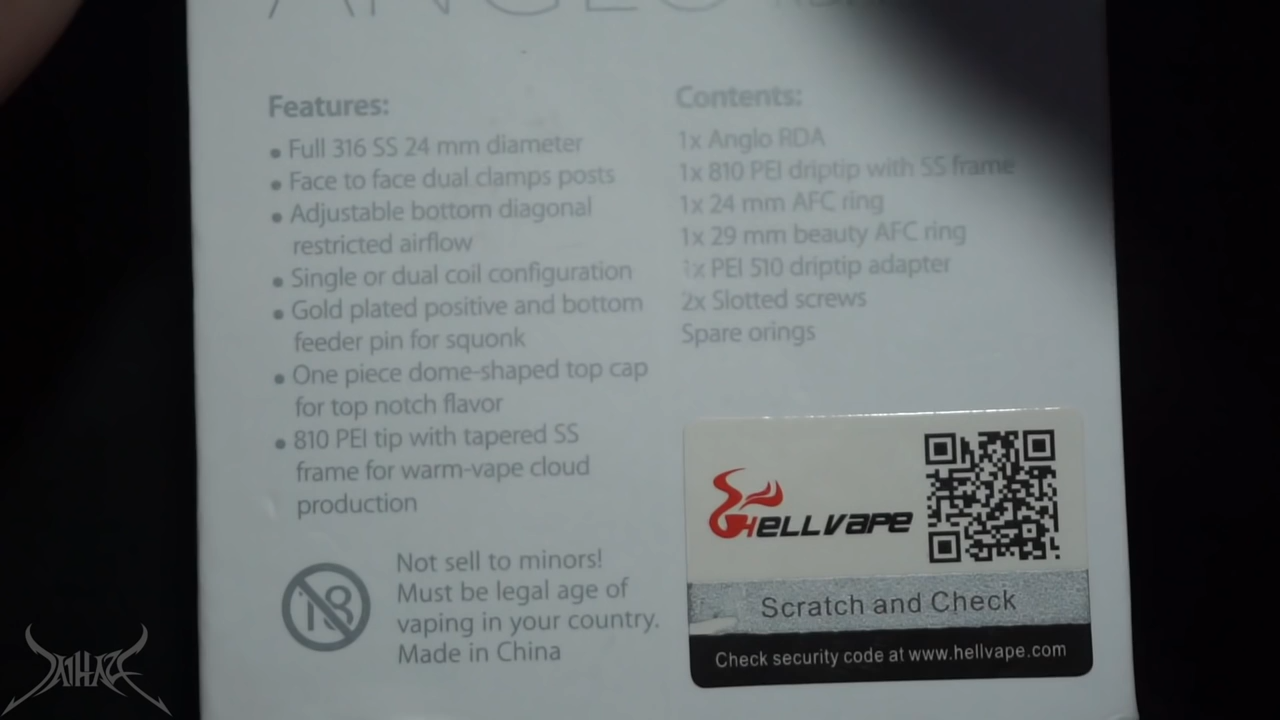 ANGLO RDA
Features:
• Full 316 SS 24 mm diameter
• Face to face dual clamps posts
• Adjustable bottom diagonal
restricted airflow
• Single or dual coil configuration
• Gold plated positive and bottom
feeder pin for squonk
• One piece dome-shaped top cap
for top notch flavor
• 810 PEI tip with tapered SS
frame for warm-vape cloud
production
Contents:
1x Anglo RDA
1x 810 PEI driptip with SS frame
1x 24 mm AFC ring
1x 29 mm beauty AFC ring
1x PEI 510 driptip adapter
2x Slotted screws
Spare orings
18
Not sell to minors!
Must be legal age of
vaping in your country.
Made in China
HELLVAPE
Scratch and Check
Check security code at www.hellvape.com